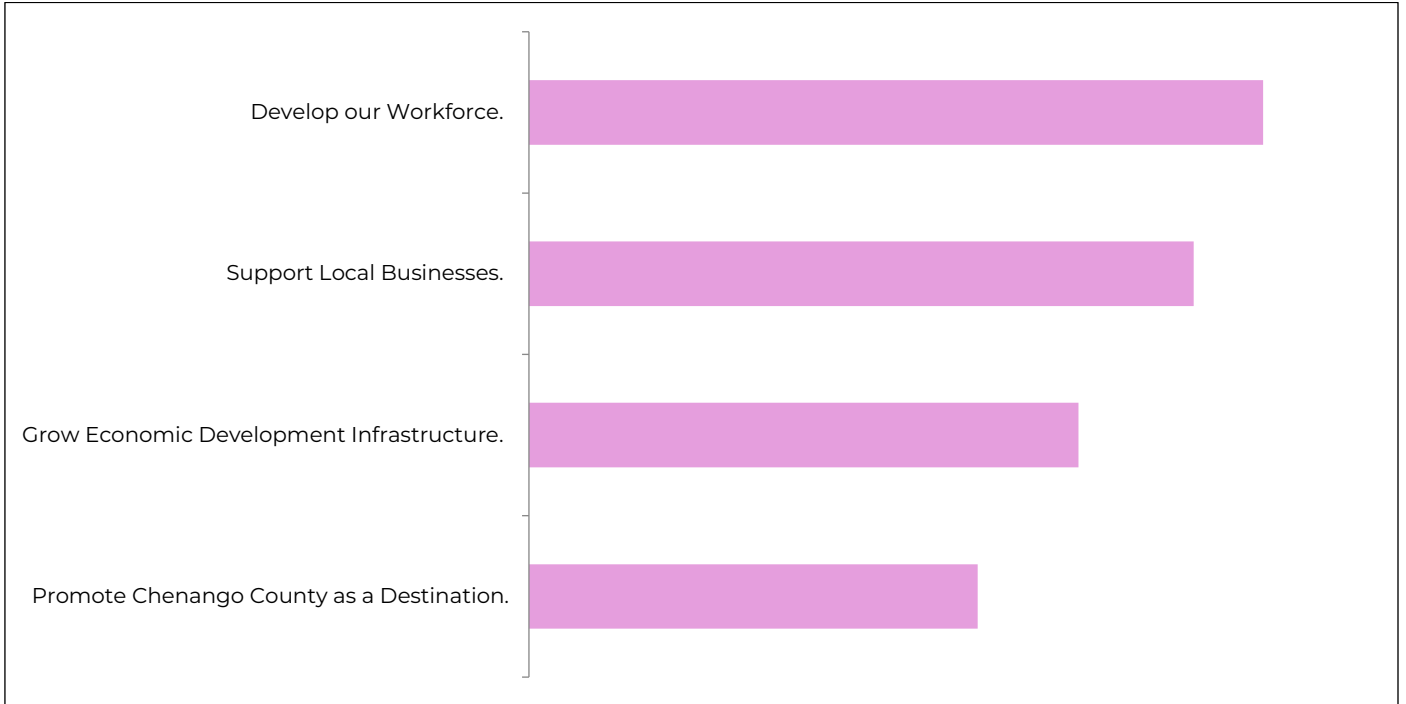 Develop our Workforce.
Support Local Businesses.
Grow Economic Development Infrastructure.
Promote Chenango County as a Destination.